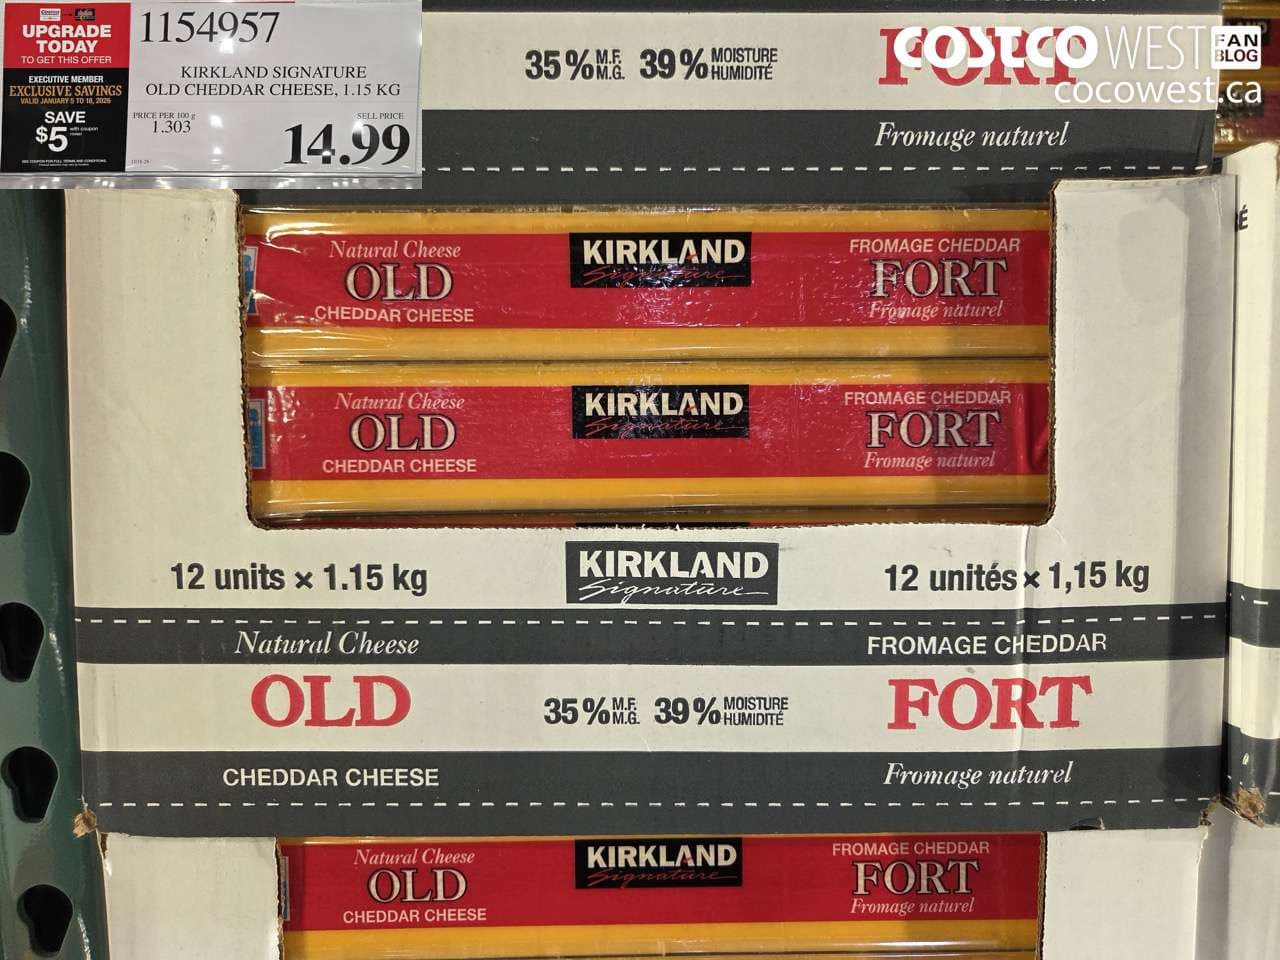 UPGRADE
TODAY
TO GET THIS OFFER
EXECUTIVE MEMBER
EXCLUSIVE SAVINGS
VALID JANUARY 5 TO 18, 2026
SAVE
$5 with coupon
1154957
KIRKLAND SIGNATURE
OLD CHEDDAR CHEESE, 1.15 KG
PRICE PER 100 g
1.303
SELL PRICE
14.99
35% M.F. M.G. 39% MOISTURE HUMIDITÉ
FORT
Fromage naturel
COSTCO WEST FAN BLOG
cocowest.ca
Natural Cheese
OLD
CHEDDAR CHEESE
KIRKLAND
Signature
FROMAGE CHEDDAR
FORT
Fromage naturel
Natural Cheese
OLD
CHEDDAR CHEESE
KIRKLAND
Signature
FROMAGE CHEDDAR
FORT
Fromage naturel
12 units × 1.15 kg
KIRKLAND
Signature
12 unités × 1,15 kg
Natural Cheese
FROMAGE CHEDDAR
OLD
35% M.F. M.G. 39% MOISTURE HUMIDITÉ
FORT
CHEDDAR CHEESE
Fromage naturel
Natural Cheese
OLD
CHEDDAR CHEESE
KIRKLAND
Signature
FROMAGE CHEDDAR
FORT
Fromage naturel